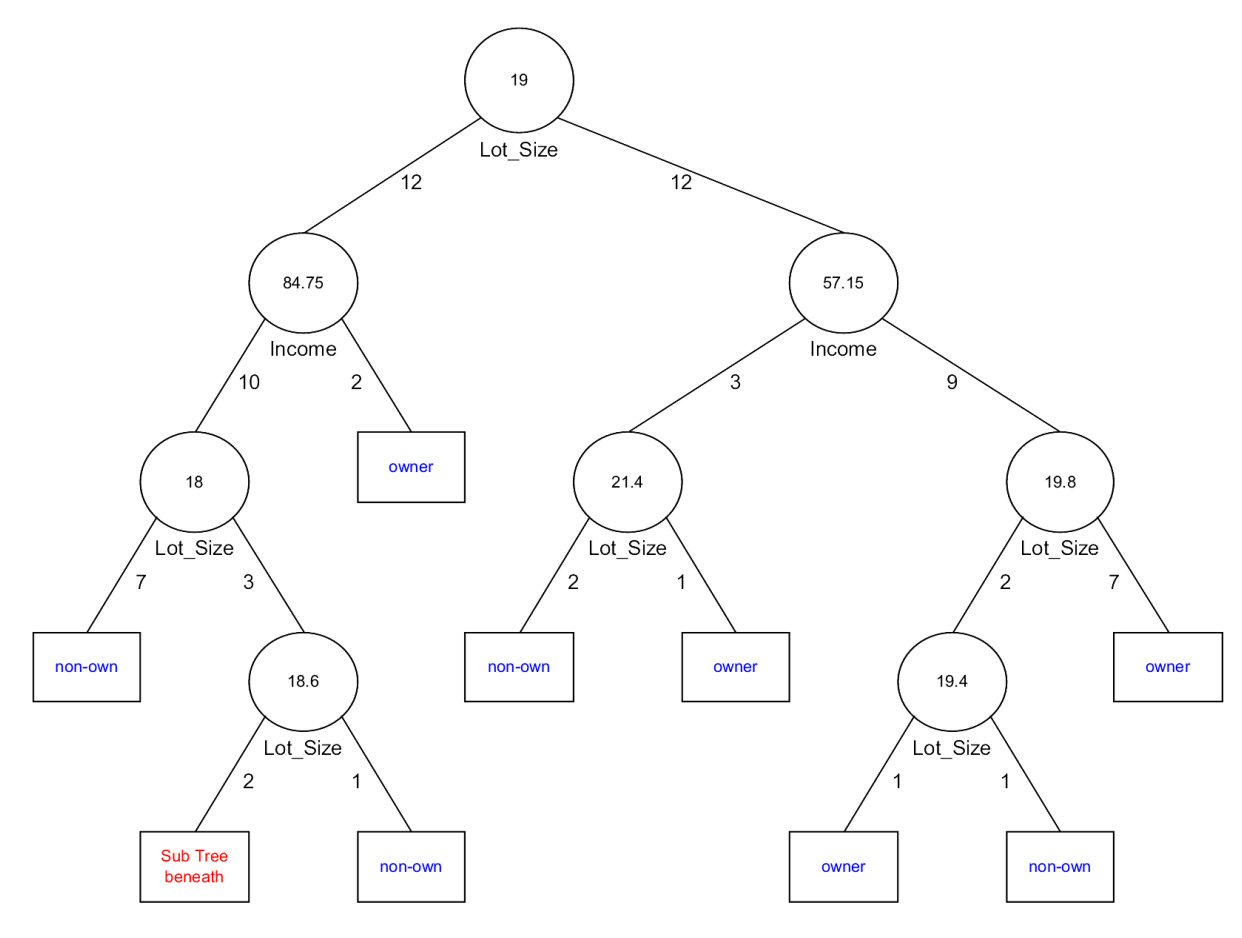 19
Lot_Size
12
12
84.75
57.15
Income
Income
10
2
3
9
18
owner
21.4
19.8
Lot_Size
Lot_Size
Lot_Size
7
3
2
1
2
7
non-own
18.6
non-own
owner
19.4
owner
Lot_Size
Lot_Size
2
1
1
1
Sub Tree
beneath
non-own
owner
non-own